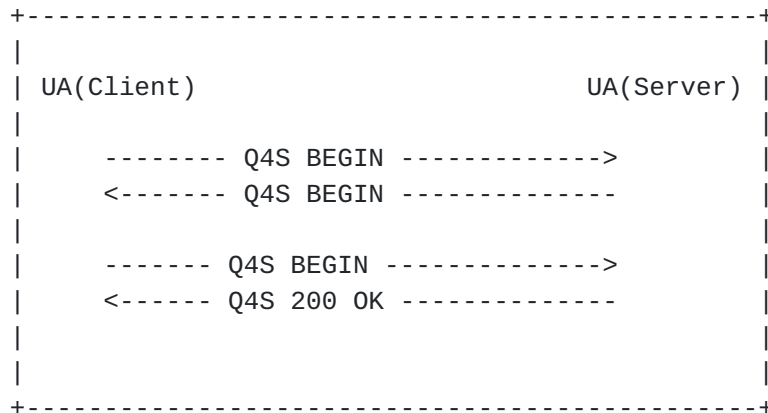 UA(Client) UA(Server)
-------- Q4S BEGIN ------------->
<------- Q4S BEGIN --------------
------- Q4S BEGIN -------------->
<------ Q4S 200 OK --------------